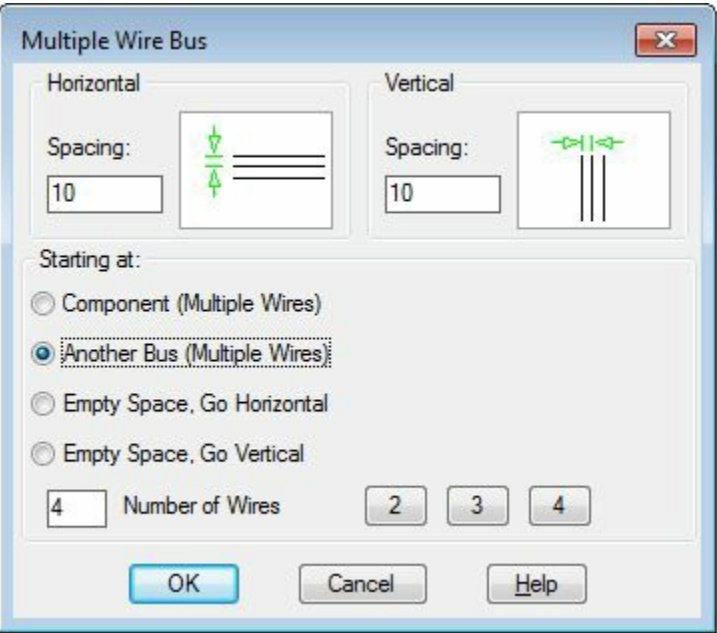 Multiple Wire Bus
Horizontal
Spacing:
10
Vertical
Spacing:
10
Starting at:
Component (Multiple Wires)
Another Bus (Multiple Wires)
Empty Space, Go Horizontal
Empty Space, Go Vertical
4 Number of Wires 2 3 4
OK Cancel Help